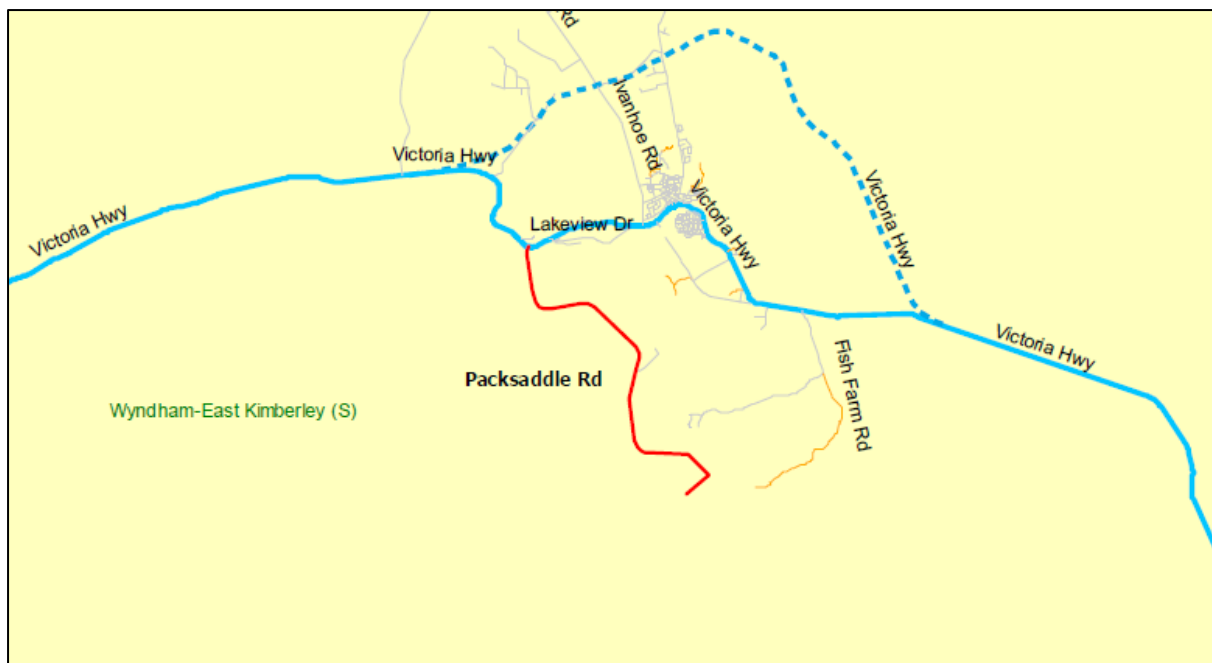 Rd
Ivanhoe Rd
Victoria Hwy
Victoria Hwy
Lakeview Dr
Victoria Hwy
Victoria Hwy
Victoria Hwy
Packsaddle Rd
Fish Farm Rd
Wyndham-East Kimberley (S)